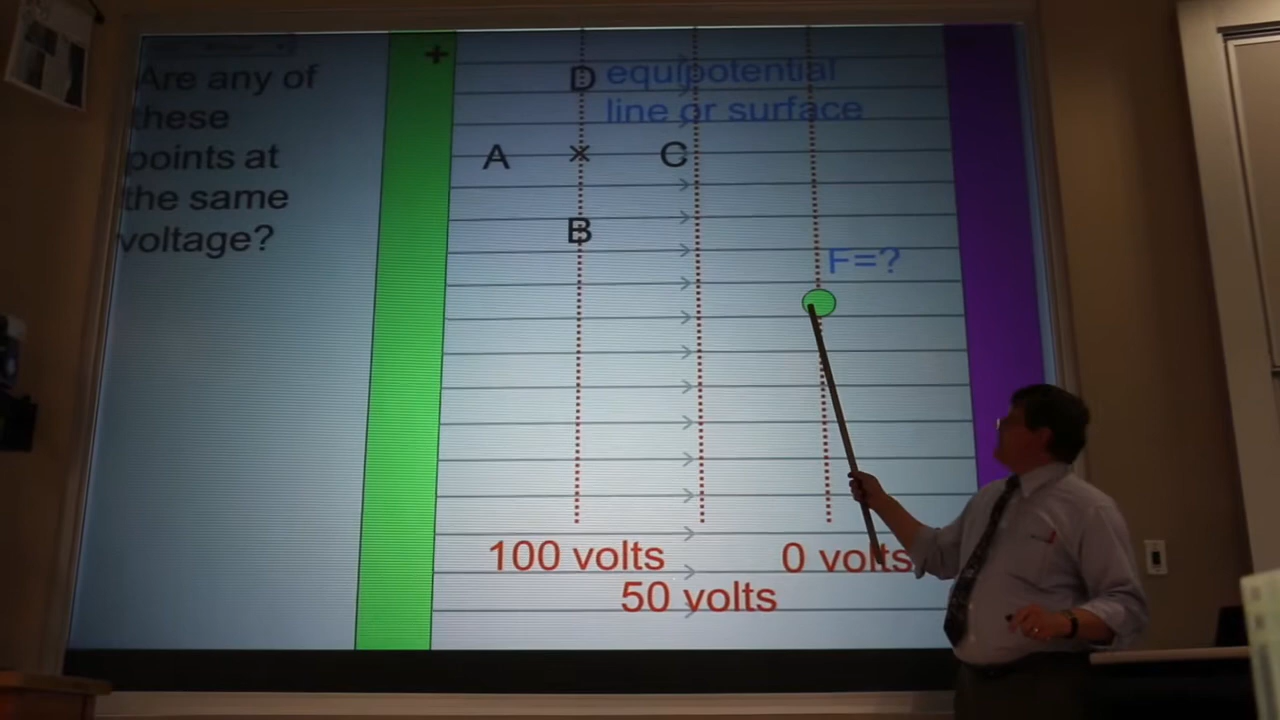 Are any of
these
points at
the same
voltage?
+
D equipotential
line or surface
A × C
B
F=?
100 volts
0 volts
50 volts